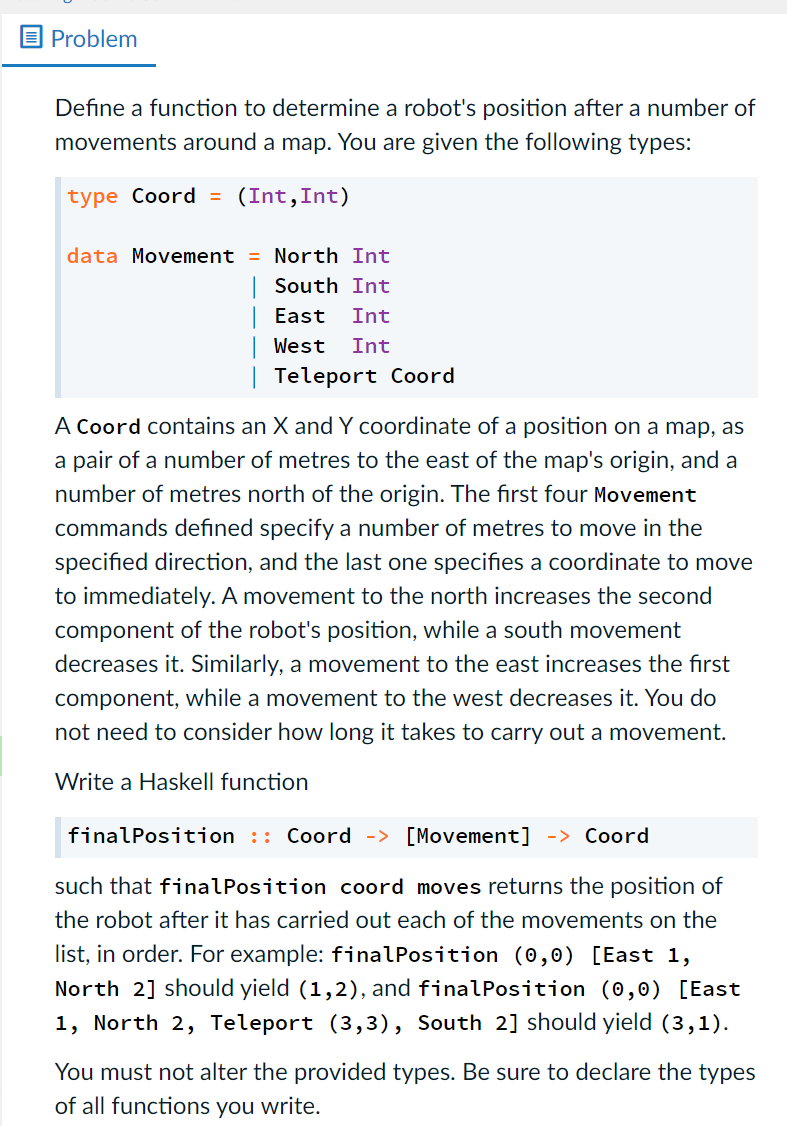 Problem
Define a function to determine a robot's position after a number of
movements around a map. You are given the following types:
type Coord = (Int,Int)
data Movement = North Int
| South Int
| East  Int
| West  Int
| Teleport Coord
A Coord contains an X and Y coordinate of a position on a map, as
a pair of a number of metres to the east of the map's origin, and a
number of metres north of the origin. The first four Movement
commands defined specify a number of metres to move in the
specified direction, and the last one specifies a coordinate to move
to immediately. A movement to the north increases the second
component of the robot's position, while a south movement
decreases it. Similarly, a movement to the east increases the first
component, while a movement to the west decreases it. You do
not need to consider how long it takes to carry out a movement.
Write a Haskell function
finalPosition :: Coord -> [Movement] -> Coord
such that finalPosition coord moves returns the position of
the robot after it has carried out each of the movements on the
list, in order. For example: finalPosition (0,0) [East 1,
North 2] should yield (1,2), and finalPosition (0,0) [East
1, North 2, Teleport (3,3), South 2] should yield (3,1).
You must not alter the provided types. Be sure to declare the types
of all functions you write.